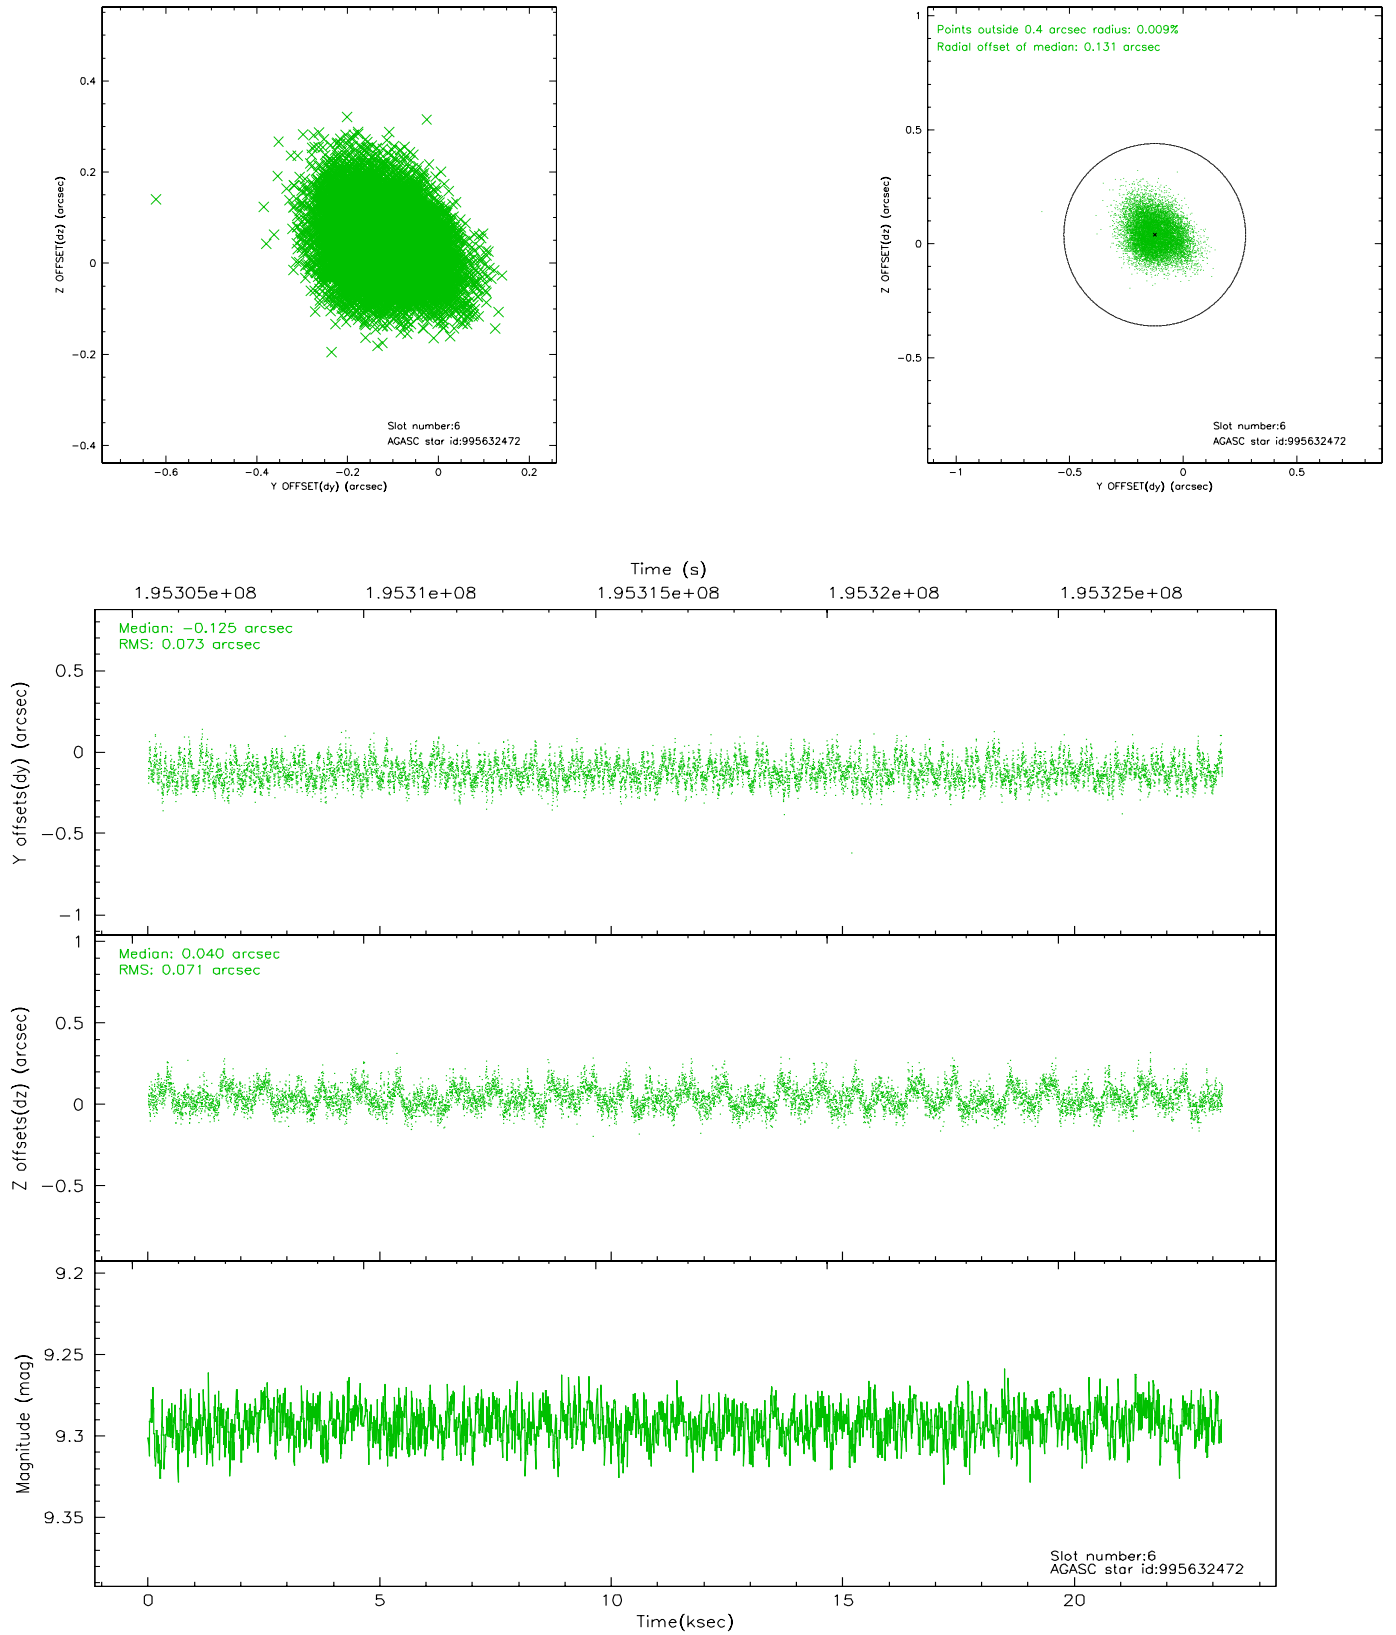 0.4
0.2
0
-0.2
-0.4
Z OFFSET(dz) (arcsec)
Slot number:6
AGASC star id:995632472
-0.6 -0.4 -0.2 0 0.2
Y OFFSET(dy) (arcsec)
Points outside 0.4 arcsec radius: 0.009%
Radial offset of median: 0.131 arcsec
1
0.5
0
-0.5
Z OFFSET(dz) (arcsec)
Slot number:6
AGASC star id:995632472
-1 -0.5 0 0.5
Y OFFSET(dy) (arcsec)
Time (s)
1.95305e+08 1.9531e+08 1.95315e+08 1.9532e+08 1.95325e+08
Median: -0.125 arcsec
RMS: 0.073 arcsec
0.5
0
-0.5
-1
Y offsets(dy) (arcsec)
Median: 0.040 arcsec
RMS: 0.071 arcsec
1
0.5
0
-0.5
Z offsets(dz) (arcsec)
9.2
9.25
9.3
9.35
Magnitude (mag)
Slot number:6
AGASC star id:995632472
0 5 10 15 20
Time(ksec)